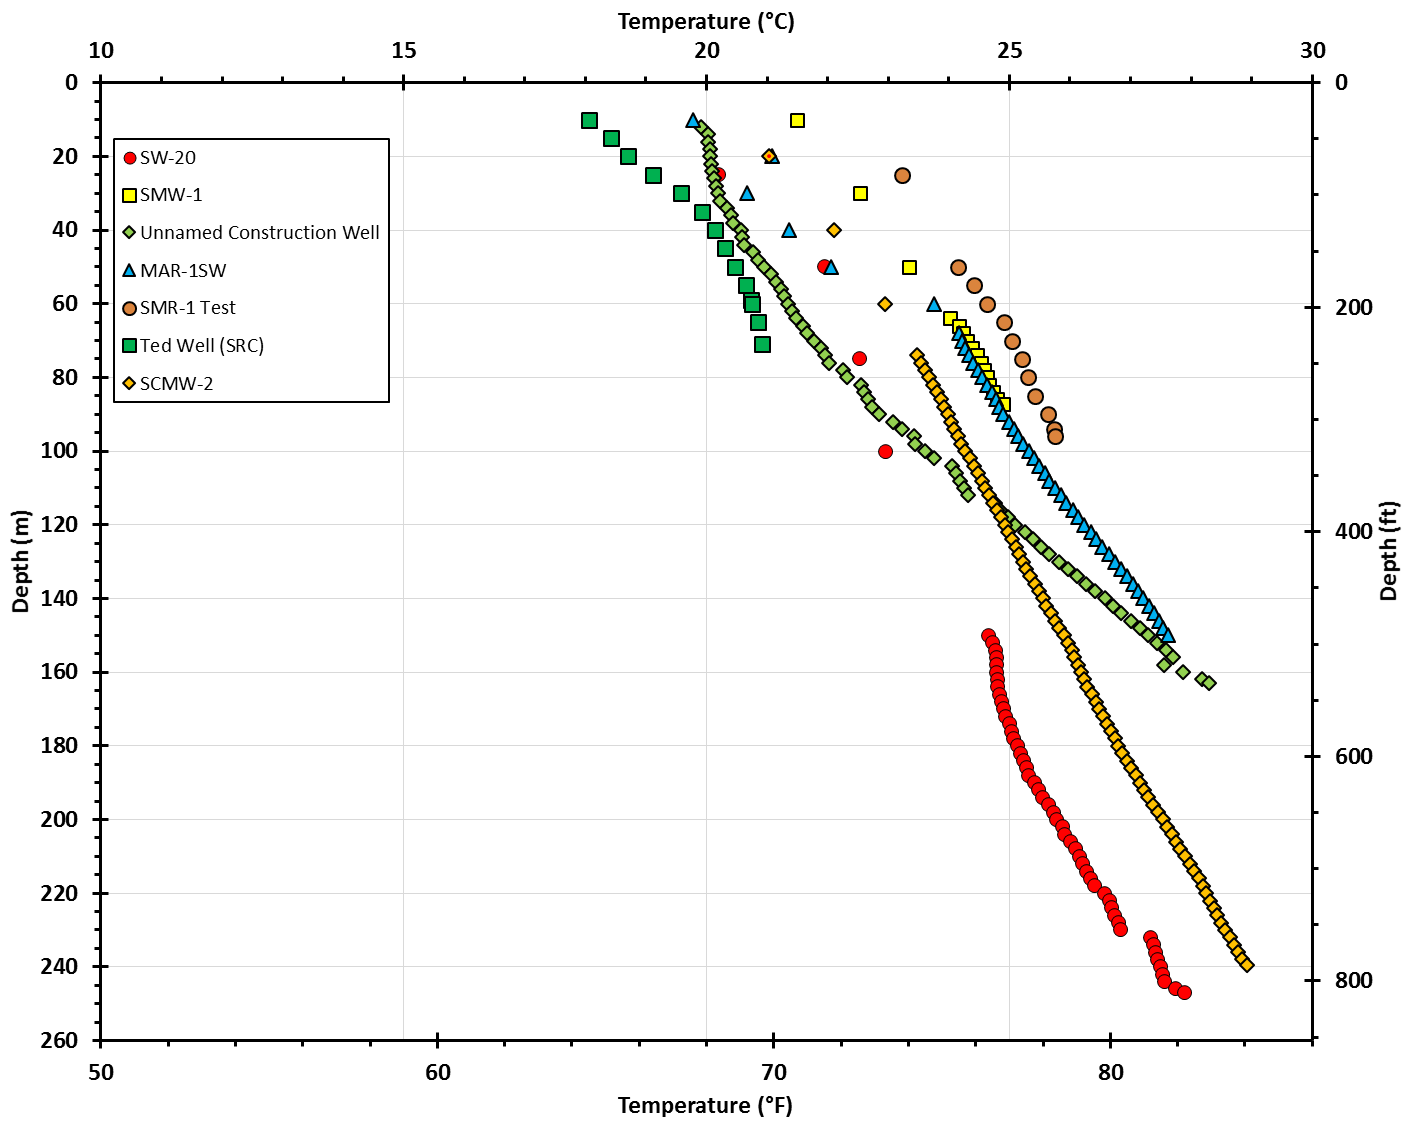 Temperature (°C)
10 15 20 25 30
0 0
20
40
60 200
80
100
120 400
140
160
180 600
200
220
240 800
260
SW-20
SMW-1
Unnamed Construction Well
MAR-1SW
SMR-1 Test
Ted Well (SRC)
SCMW-2
Depth (m)
Depth (ft)
50 60 70 80
Temperature (°F)